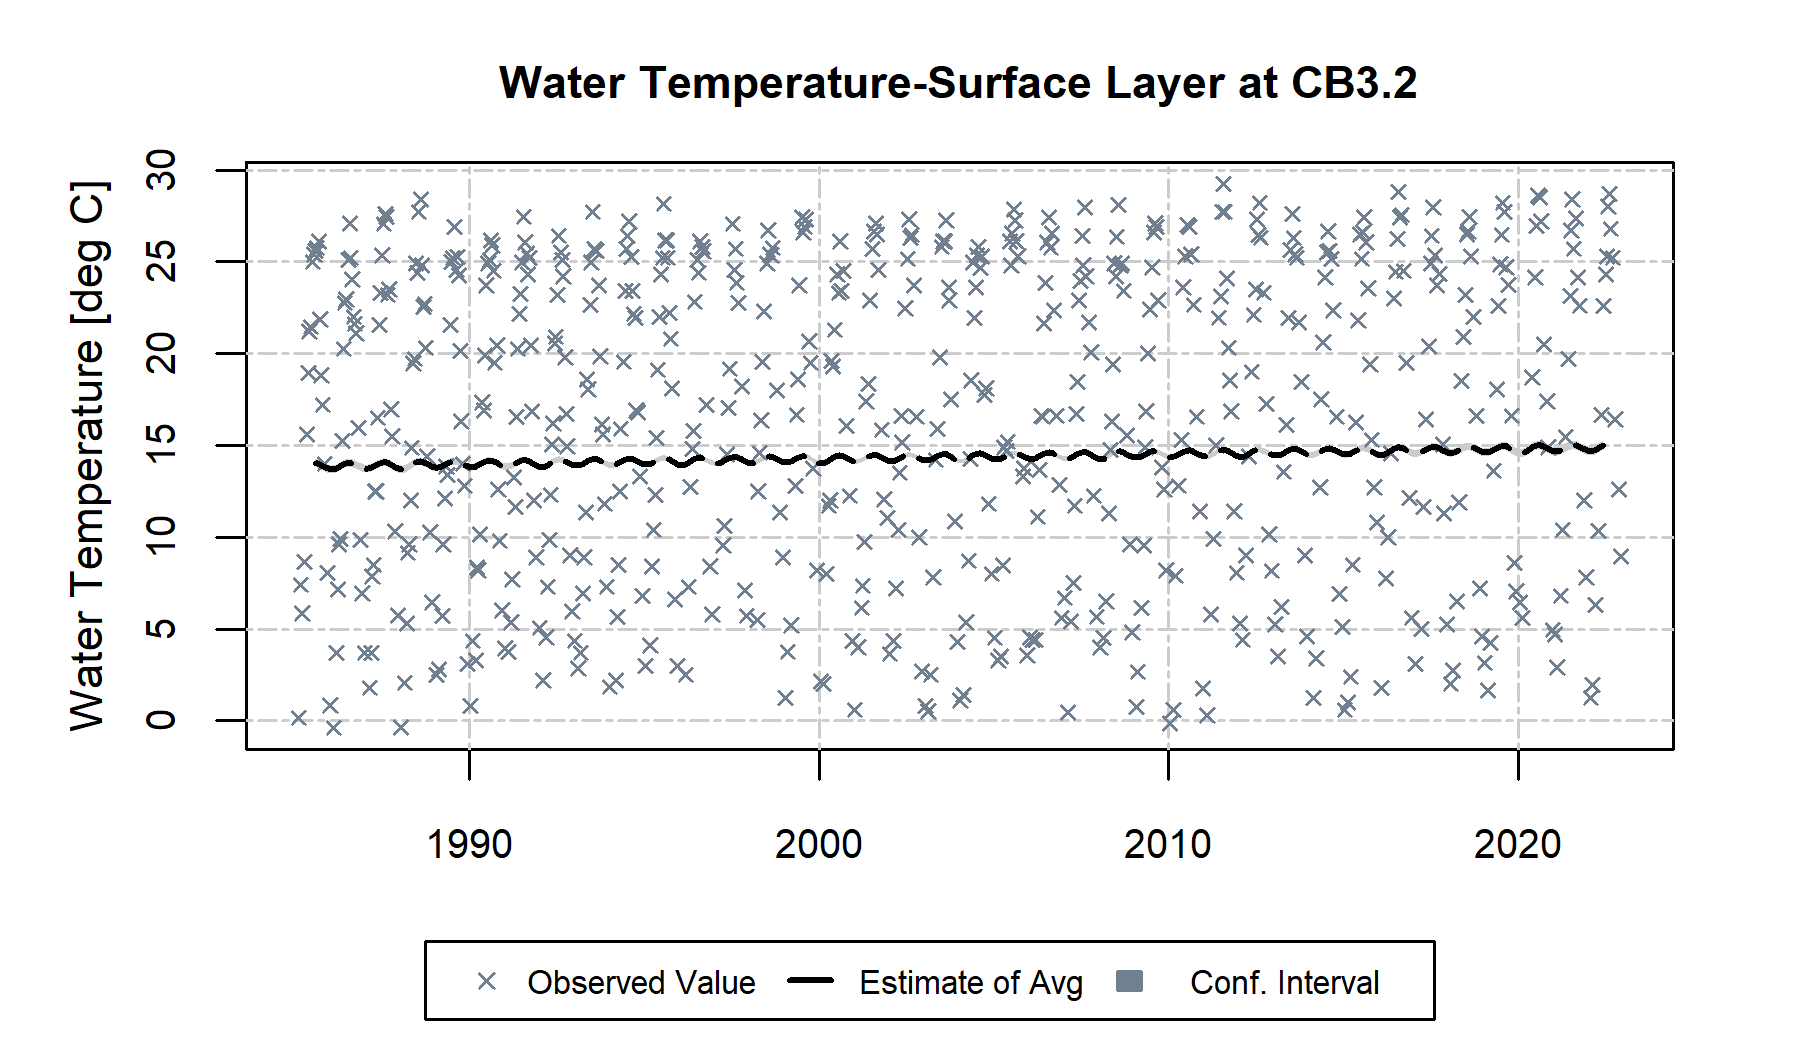 Water Temperature-Surface Layer at CB3.2
Water Temperature [deg C]
30
25
20
15
10
5
0
1990 2000 2010 2020
Observed Value Estimate of Avg Conf. Interval